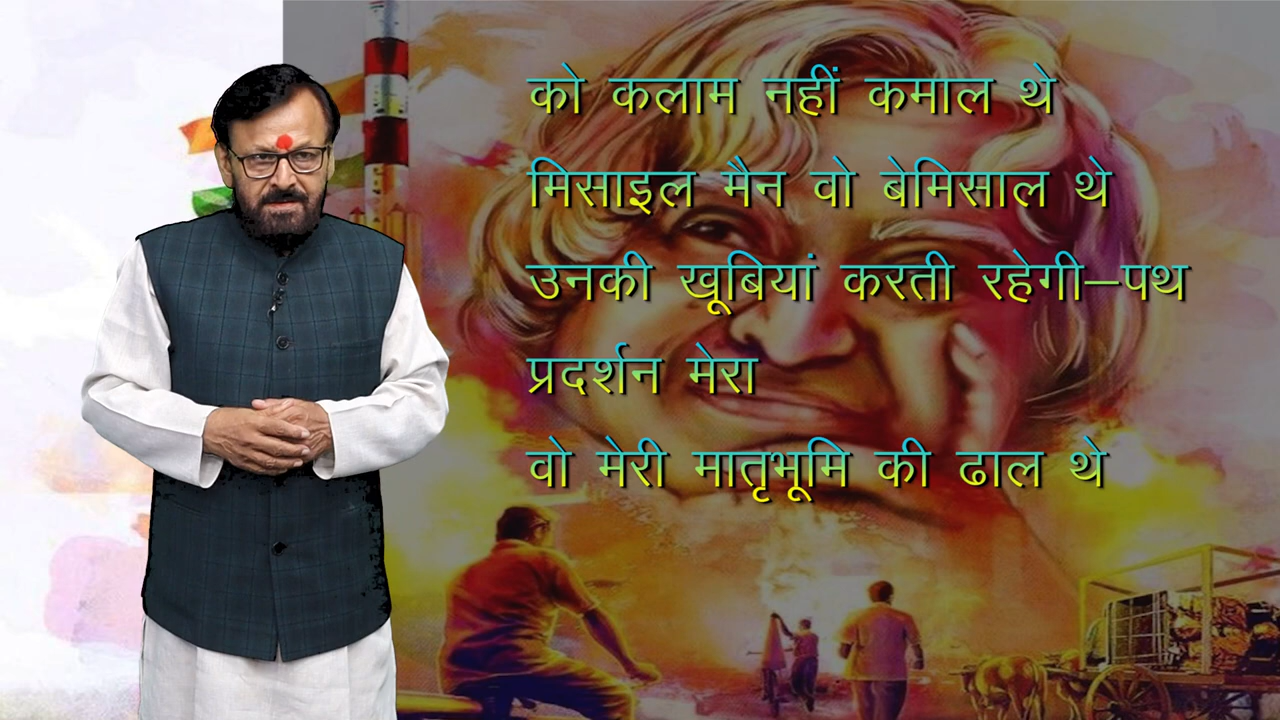 को कलाम नहीं कमाल थे
मिसाइल मैन वो बेमिसाल थे
उनकी खूबियां करती रहेगी–पथ
प्रदर्शन मेरा
वो मेरी मातृभूमि की ढाल थे